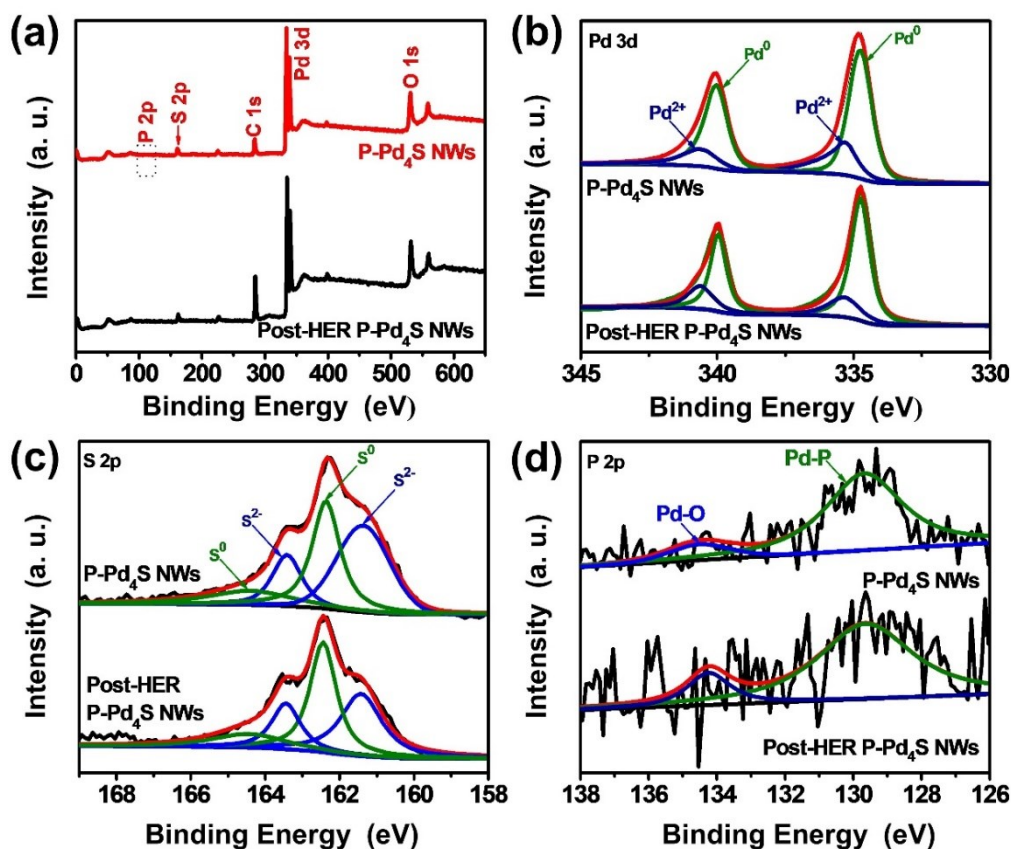 (a)
Intensity (a. u.)
P 2p
S 2p
C 1s
Pd 3d
O 1s
P-Pd₄S NWs
Post-HER P-Pd₄S NWs
0 100 200 300 400 500 600
Binding Energy (eV)
(b)
Pd 3d
Intensity (a. u.)
Pd⁰
Pd⁰
Pd²⁺
Pd²⁺
P-Pd₄S NWs
Post-HER P-Pd₄S NWs
345 340 335 330
Binding Energy (eV)
(c)
S 2p
Intensity (a. u.)
S⁰
S²⁻
S²⁻
S⁰
P-Pd₄S NWs
Post-HER
P-Pd₄S NWs
168 166 164 162 160 158
Binding Energy (eV)
(d)
P 2p
Intensity (a. u.)
Pd-P
Pd-O
P-Pd₄S NWs
Post-HER P-Pd₄S NWs
138 136 134 132 130 128 126
Binding Energy (eV)